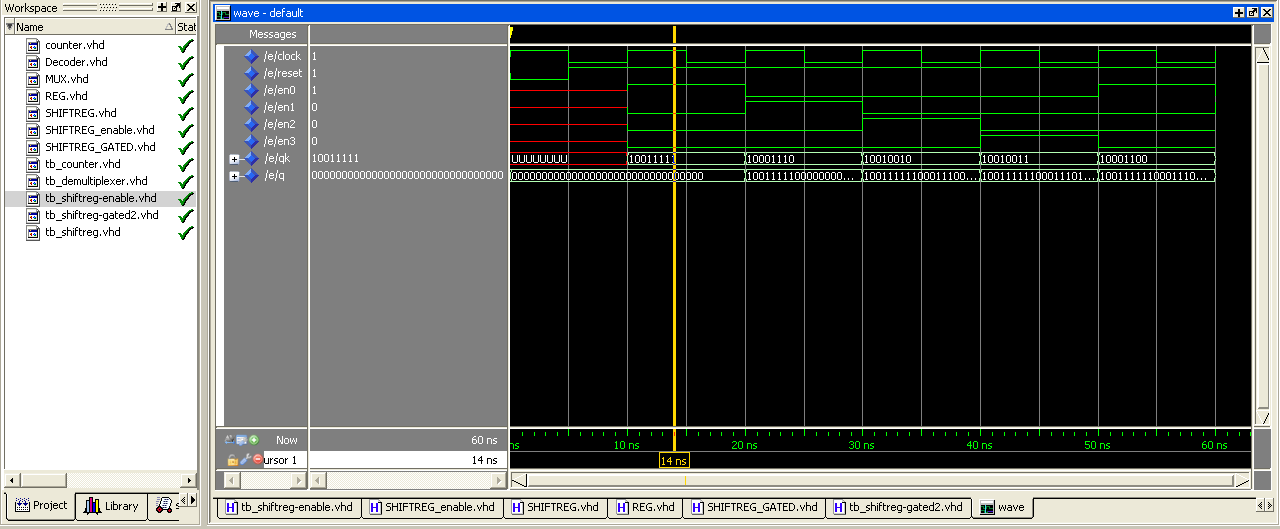 Workspace
Name Stat
counter.vhd
Decoder.vhd
MUX.vhd
REG.vhd
SHIFTREG.vhd
SHIFTREG_enable.vhd
SHIFTREG_GATED.vhd
tb_counter.vhd
tb_demultiplexer.vhd
tb_shiftreg-enable.vhd
tb_shiftreg-gated2.vhd
tb_shiftreg.vhd
Project Library s
wave - default
Messages
/e/clock 1
/e/reset 1
/e/en0 1
/e/en1 0
/e/en2 0
/e/en3 0
/e/qk 10011111 UUUUUUUU 1001111 10001110 10010010 10010011 10001100
/e/q 00000000000000000000000000000000 00000000000000000000000000000000 1001111100000000... 1001111110011100... 1001111110011101... 1001111110001110...
Now 60 ns ns 10 ns 20 ns 30 ns 40 ns 50 ns 60 ns
ursor 1 14 ns 14 ns
tb_shiftreg-enable.vhd SHIFTREG_enable.vhd SHIFTREG.vhd REG.vhd SHIFTREG_GATED.vhd tb_shiftreg-gated2.vhd wave